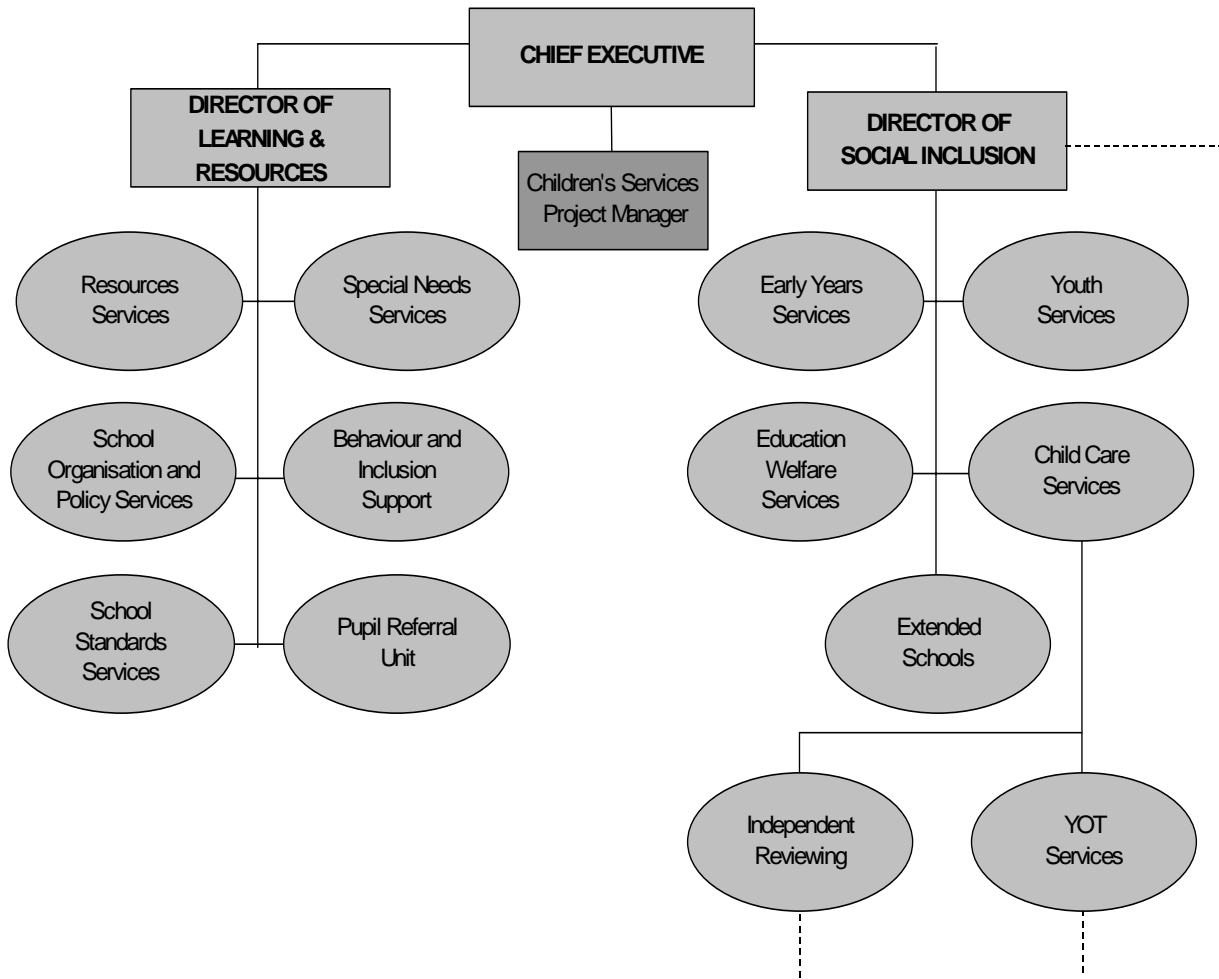 CHIEF EXECUTIVE
DIRECTOR OF
LEARNING &
RESOURCES
DIRECTOR OF
SOCIAL INCLUSION
Children's Services
Project Manager
Resources
Services
Special Needs
Services
Early Years
Services
Youth
Services
School
Organisation and
Policy Services
Behaviour and
Inclusion
Support
Education
Welfare
Services
Child Care
Services
School
Standards
Services
Pupil Referral
Unit
Extended
Schools
Independent
Reviewing
YOT
Services